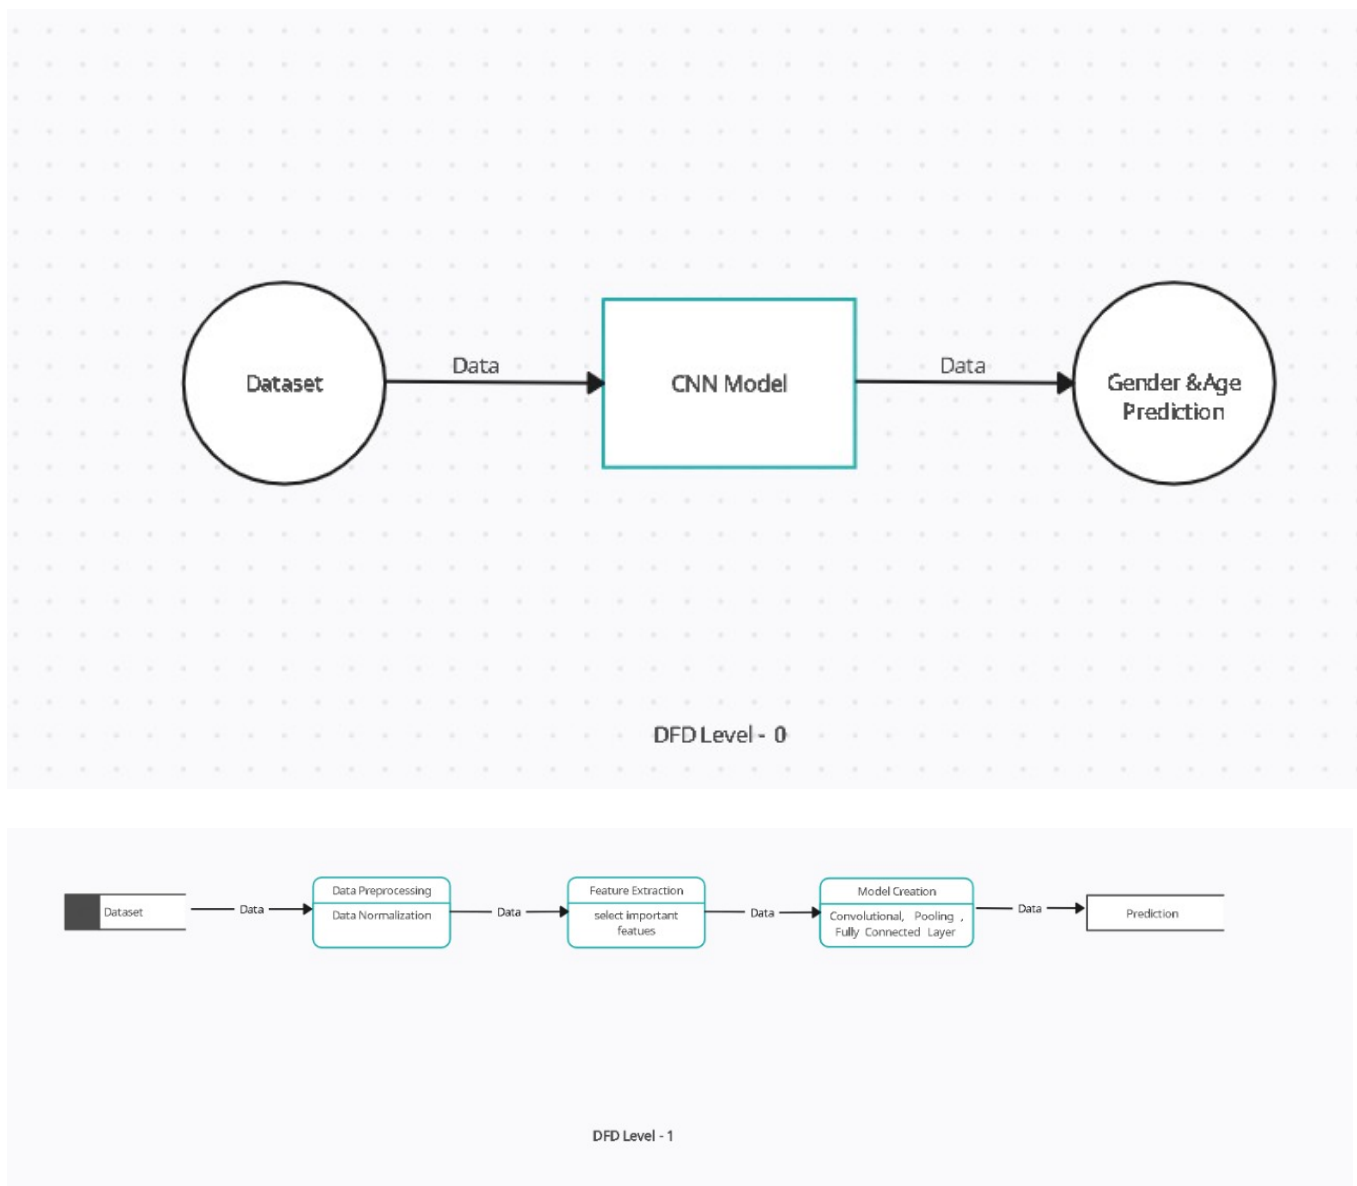 Dataset
Data
CNN Model
Data
Gender &Age
Prediction
DFD Level - 0
Dataset
Data
Data Preprocessing
Data Normalization
Data
Feature Extraction
select important
featues
Data
Model Creation
Convolutional, Pooling ,
Fully Connected Layer
Data
Prediction
DFD Level - 1